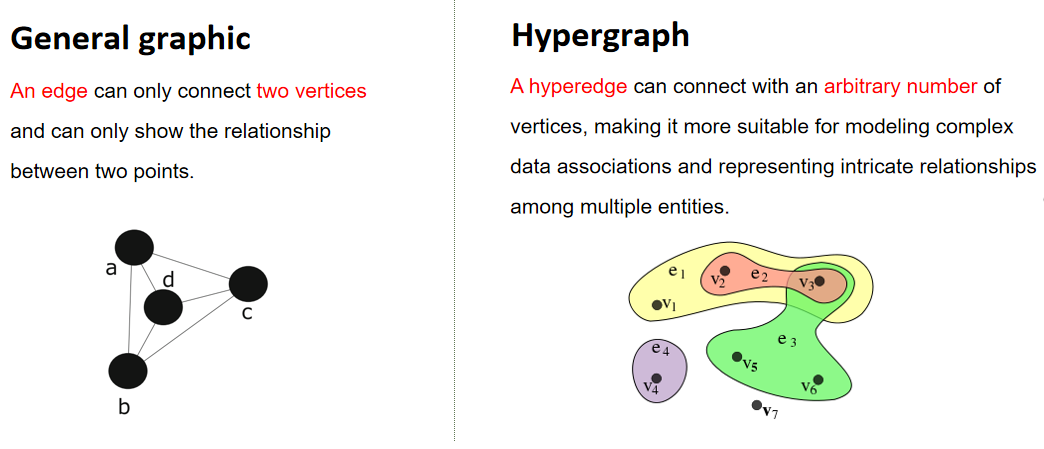 General graphic
An edge can only connect two vertices
and can only show the relationship
between two points.
a
d
c
b
Hypergraph
A hyperedge can connect with an arbitrary number of
vertices, making it more suitable for modeling complex
data associations and representing intricate relationships
among multiple entities.
e1
v2
e2
v3
v1
e3
e4
v5
v4
v6
v7